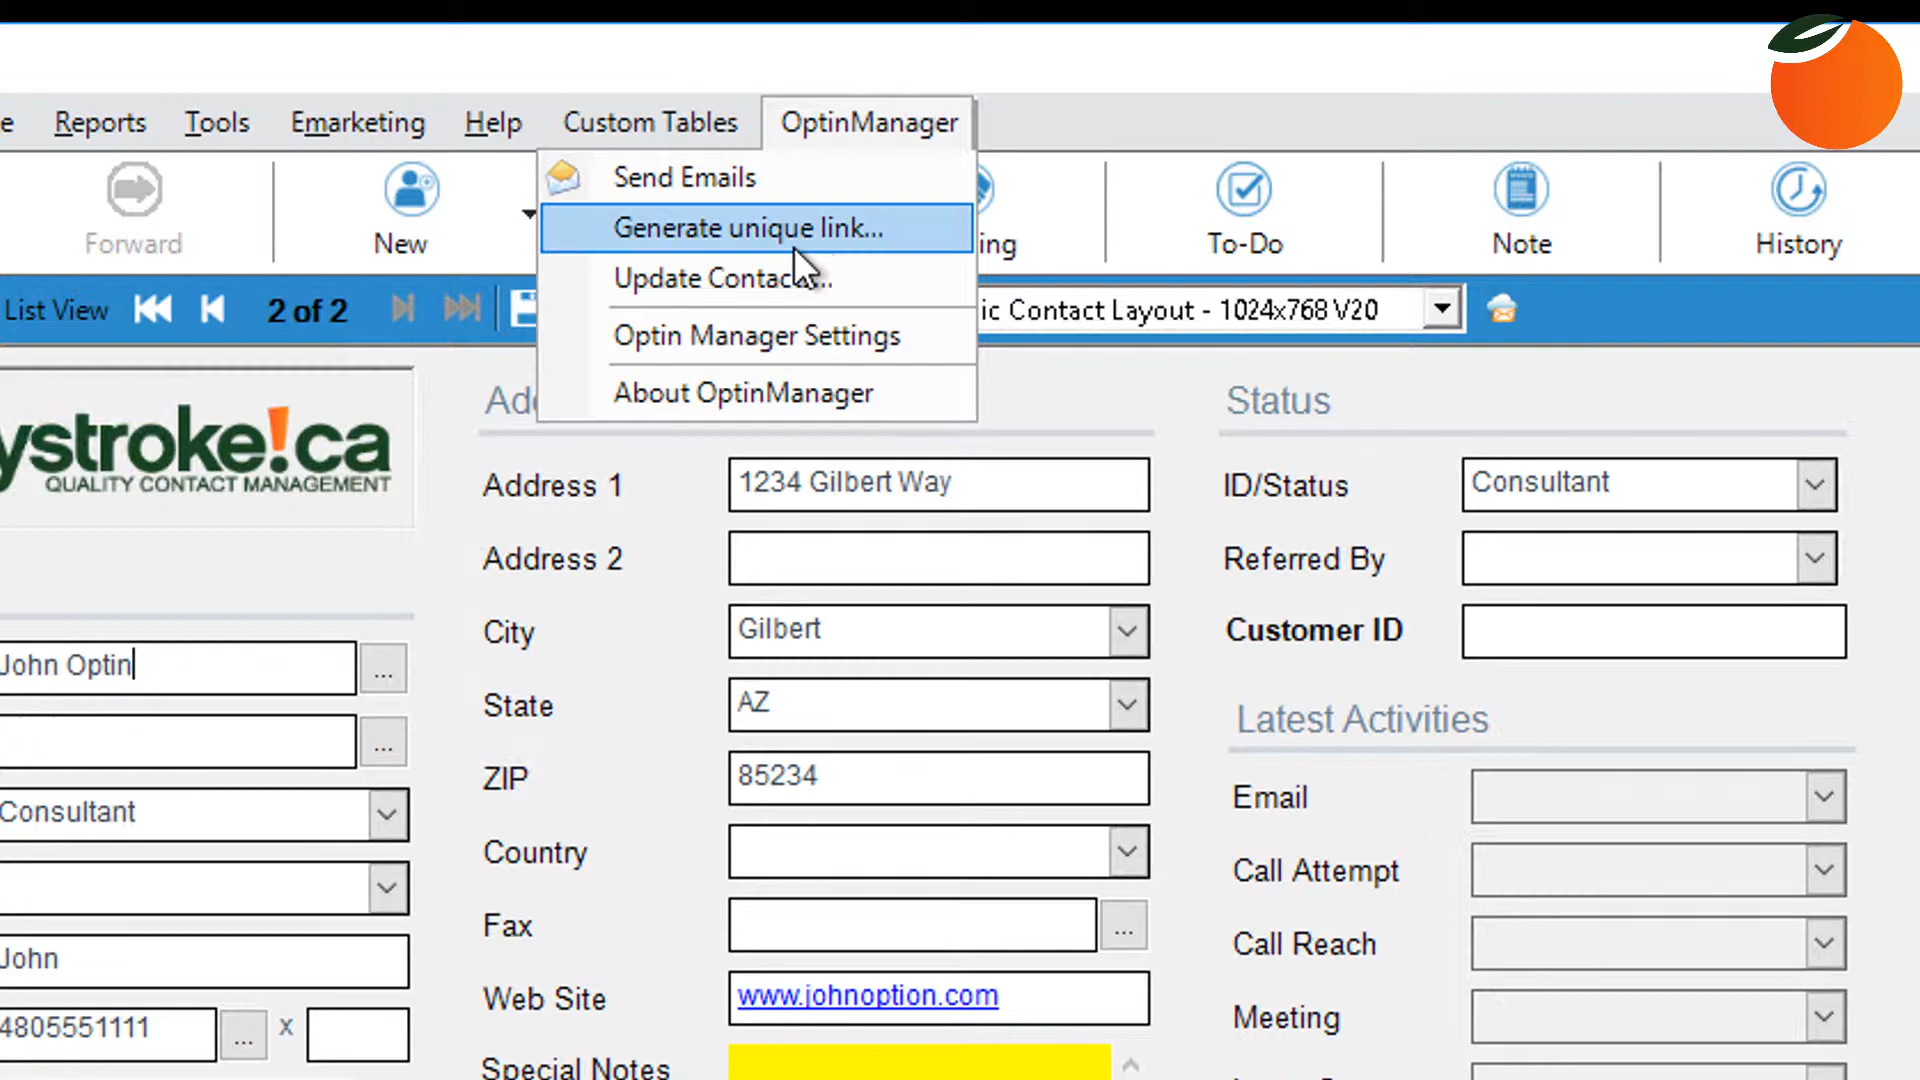 e Reports Tools Emarketing Help Custom Tables OptinManager
Send Emails
Generate unique link...
Update Contac ..
Optin Manager Settings
About OptinManager
Forward
New
ing
To-Do
Note
History
List View 2 of 2 ic Contact Layout - 1024x768 V20
ystroke!ca
QUALITY CONTACT MANAGEMENT
John Optin ...
...
Consultant
John
4805551111 ... x
Add
Address 1 1234 Gilbert Way
Address 2
City Gilbert
State AZ
ZIP 85234
Country
Fax ...
Web Site www.johnoption.com
Special Notes
Status
ID/Status Consultant
Referred By
Customer ID
Latest Activities
Email
Call Attempt
Call Reach
Meeting